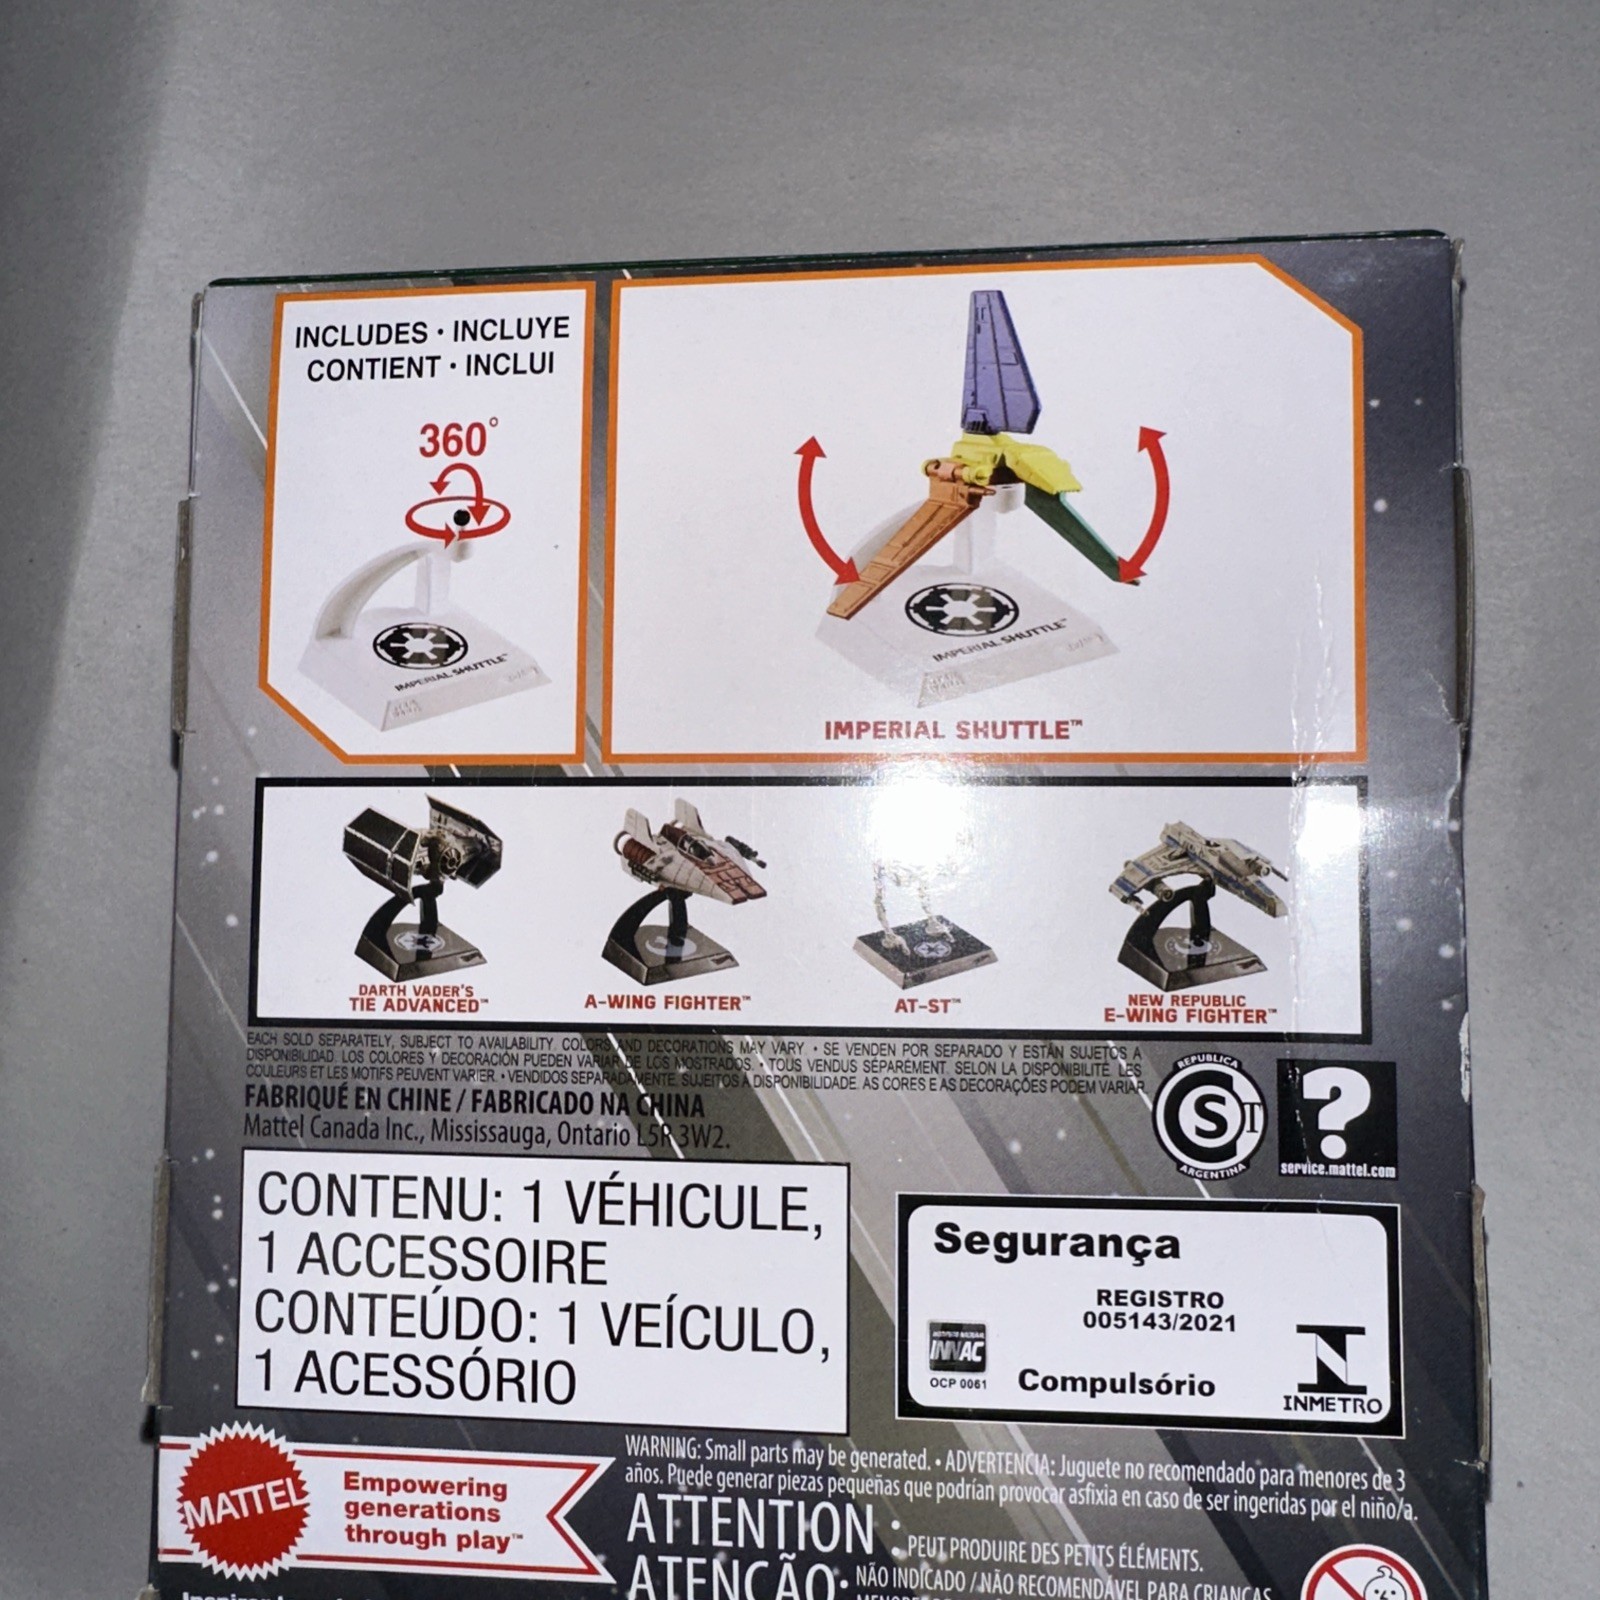 INCLUDES • INCLUYE
CONTIENT • INCLUI
360°
IMPERIAL SHUTTLE™
IMPERIAL SHUTTLE™
IMPERIAL SHUTTLE™
DARTH VADER'S
TIE ADVANCED™
A-WING FIGHTER™
AT-ST™
NEW REPUBLIC
E-WING FIGHTER™
EACH SOLD SEPARATELY, SUBJECT TO AVAILABILITY. COLORS AND DECORATIONS MAY VARY. • SE VENDEN POR SEPARADO Y ESTÁN SUJETOS A
DISPONIBILIDAD. LOS COLORES Y DECORACIÓN PUEDEN VARIAR DE LOS MOSTRADOS. • TOUS VENDUS SÉPARÉMENT. SELON LA DISPONIBILITÉ. LES
COULEURS ET LES MOTIFS PEUVENT VARIER. • VENDIDOS SEPARADAMENTE, SUJEITOS À DISPONIBILIDADE. AS CORES E AS DECORAÇÕES PODEM VARIAR.
FABRIQUÉ EN CHINE / FABRICADO NA CHINA
Mattel Canada Inc., Mississauga, Ontario L5R 3W2.
REPUBLICA
S T
ARGENTINA
?
service.mattel.com
CONTENU: 1 VÉHICULE,
1 ACCESSOIRE
CONTEÚDO: 1 VEÍCULO,
1 ACESSÓRIO
Segurança
REGISTRO
005143/2021
INNAC
OCP 0061
Compulsório
INMETRO
MATTEL
Empowering
generations
through play™
WARNING: Small parts may be generated. • ADVERTENCIA: Juguete no recomendado para menores de 3
años. Puede generar piezas pequeñas que podrían provocar asfixia en caso de ser ingeridas por el niño/a.
ATTENTION : PEUT PRODUIRE DES PETITS ÉLÉMENTS.
ATENÇÃO: NÃO INDICADO / NÃO RECOMENDÁVEL PARA CRIANÇAS